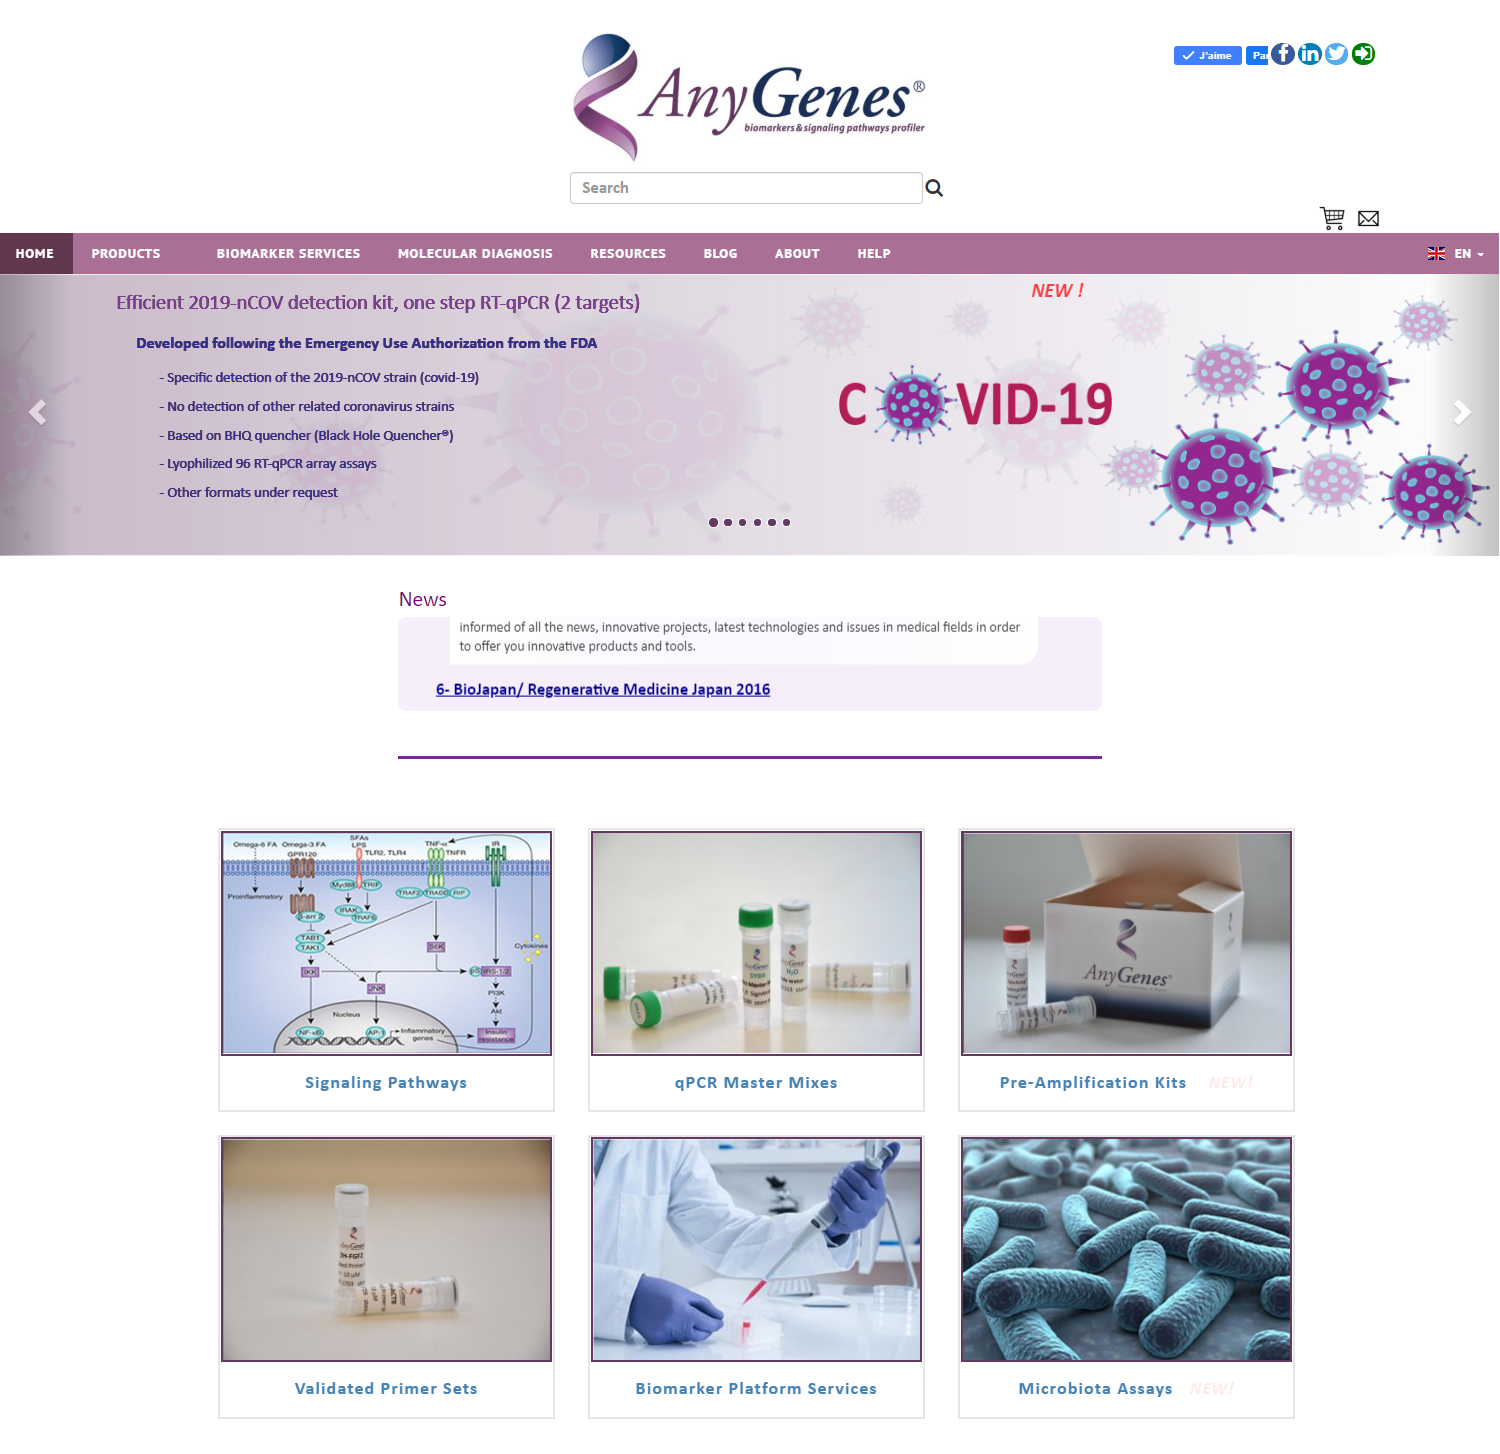 AnyGenes®
biomarkers & signaling pathways profiler
J'aime
Search
HOME PRODUCTS BIOMARKER SERVICES MOLECULAR DIAGNOSIS RESOURCES BLOG ABOUT HELP EN
Efficient 2019-nCOV detection kit, one step RT-qPCR (2 targets)
NEW !
Developed following the Emergency Use Authorization from the FDA
- Specific detection of the 2019-nCOV strain (covid-19)
- No detection of other related coronavirus strains
- Based on BHQ quencher (Black Hole Quencher®)
- Lyophilized 96 RT-qPCR array assays
- Other formats under request
C VID-19
News
informed of all the news, innovative projects, latest technologies and issues in medical fields in order
to offer you innovative products and tools.
6- BioJapan/ Regenerative Medicine Japan 2016
SFAs
Omega-6 FA Omega-3 FA LPS TNF-α IR
GPR120 TLR2, TLR4 TNFR
Myd88 TRIF
Proinflammatory TRAF2 TRADD RIP
IRAK
β-arr 2 TRAF6
TAB1
TAK1 S6K Cytokines
IKK pS IRS-1/2
JNK PI3K
Akt
Nucleus
NF-κB AP-1 Inflammatory genes Insulin resistance
AnyGenes
SYBR
H₂O
AnyGenes®
Signaling Pathways
qPCR Master Mixes
Pre-Amplification Kits NEW!
AnyGenes
Validated Primer Sets
Biomarker Platform Services
Microbiota Assays NEW!